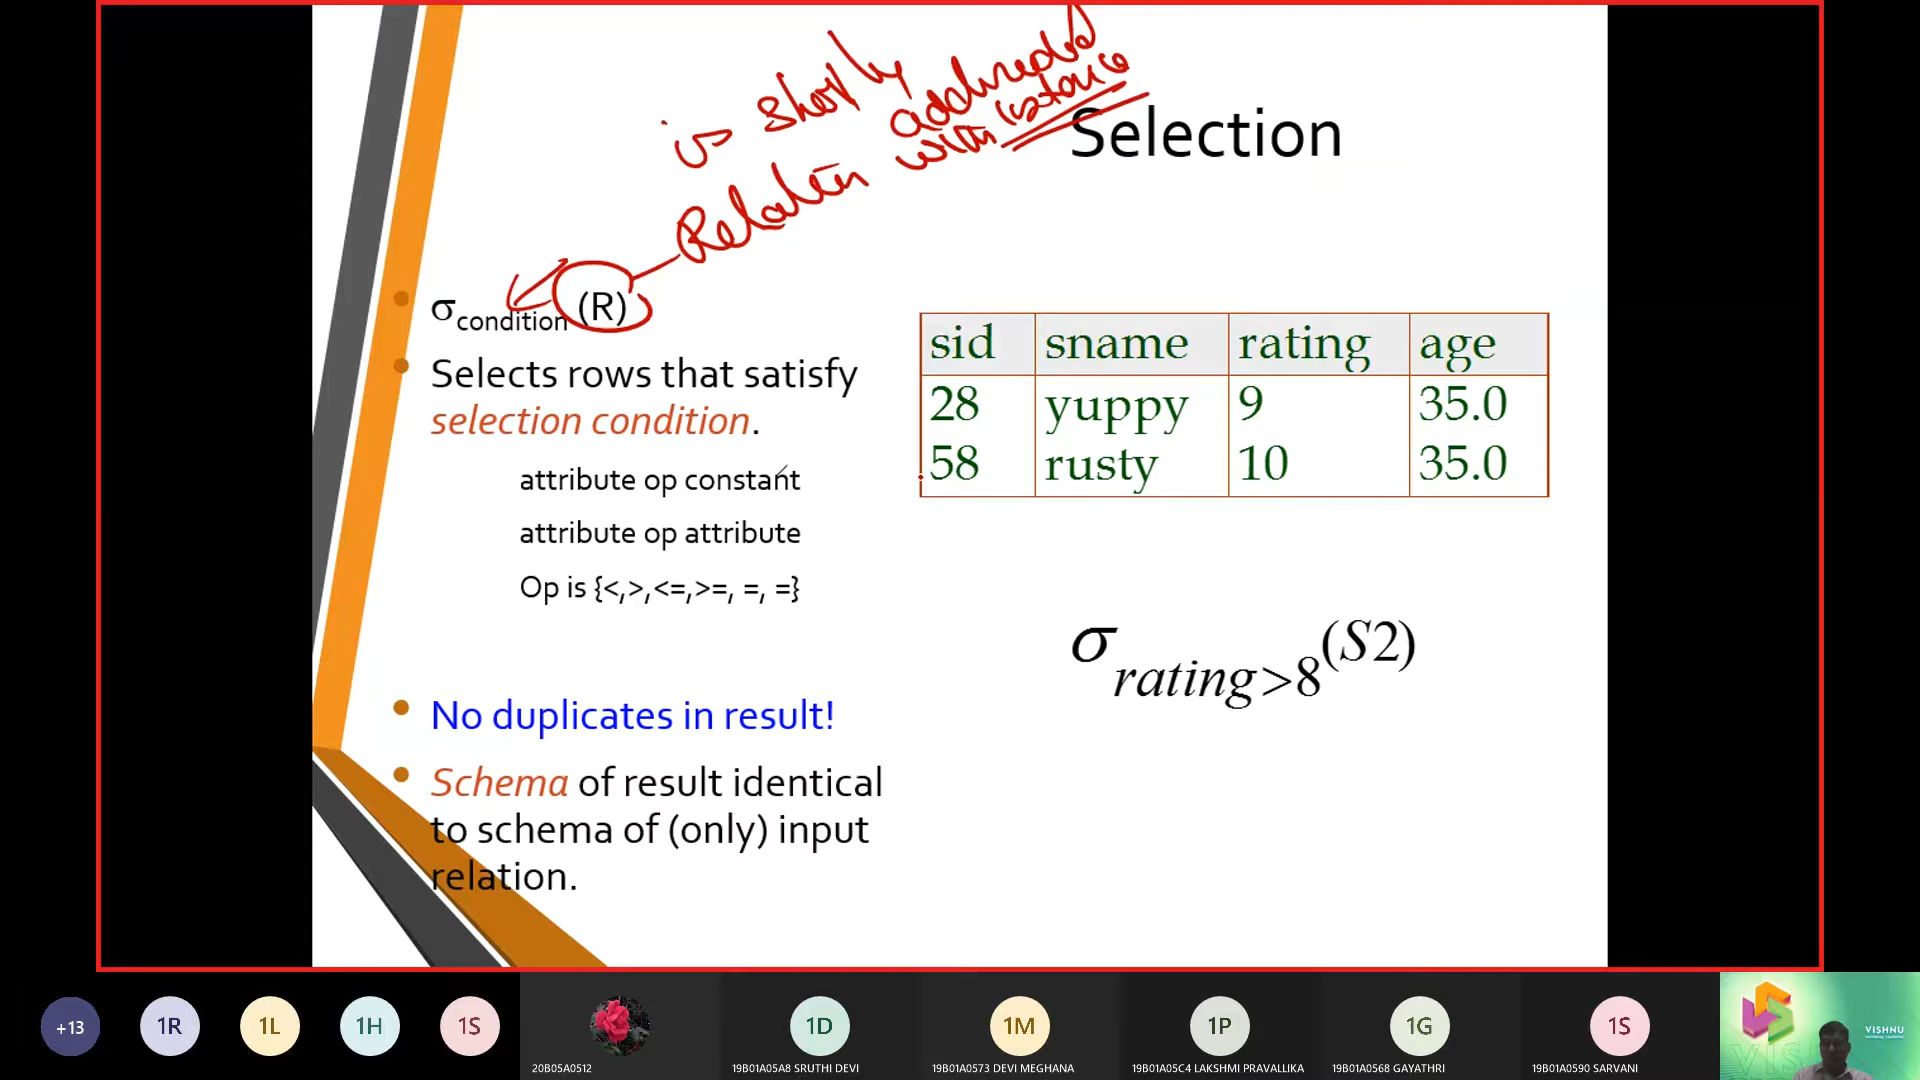 is shortly
addressed
Relation with instance
Selection
σcondition (R)
Selects rows that satisfy
selection condition.
attribute op constant
attribute op attribute
Op is {<,>,<=,>=, =, =}
No duplicates in result!
Schema of result identical
to schema of (only) input
relation.
sid sname rating age
28 yuppy 9 35.0
58 rusty 10 35.0
σrating>8(S2)
+13 1R 1L 1H 1S 1D 1M 1P 1G 1S
20B05A0512 19B01A05A8 SRUTHI DEVI 19B01A0573 DEVI MEGHANA 19B01A05C4 LAKSHMI PRAVALLIKA 19B01A0568 GAYATHRI 19B01A0590 SARVANI
VISHNU
UNIVERSAL LEARNING